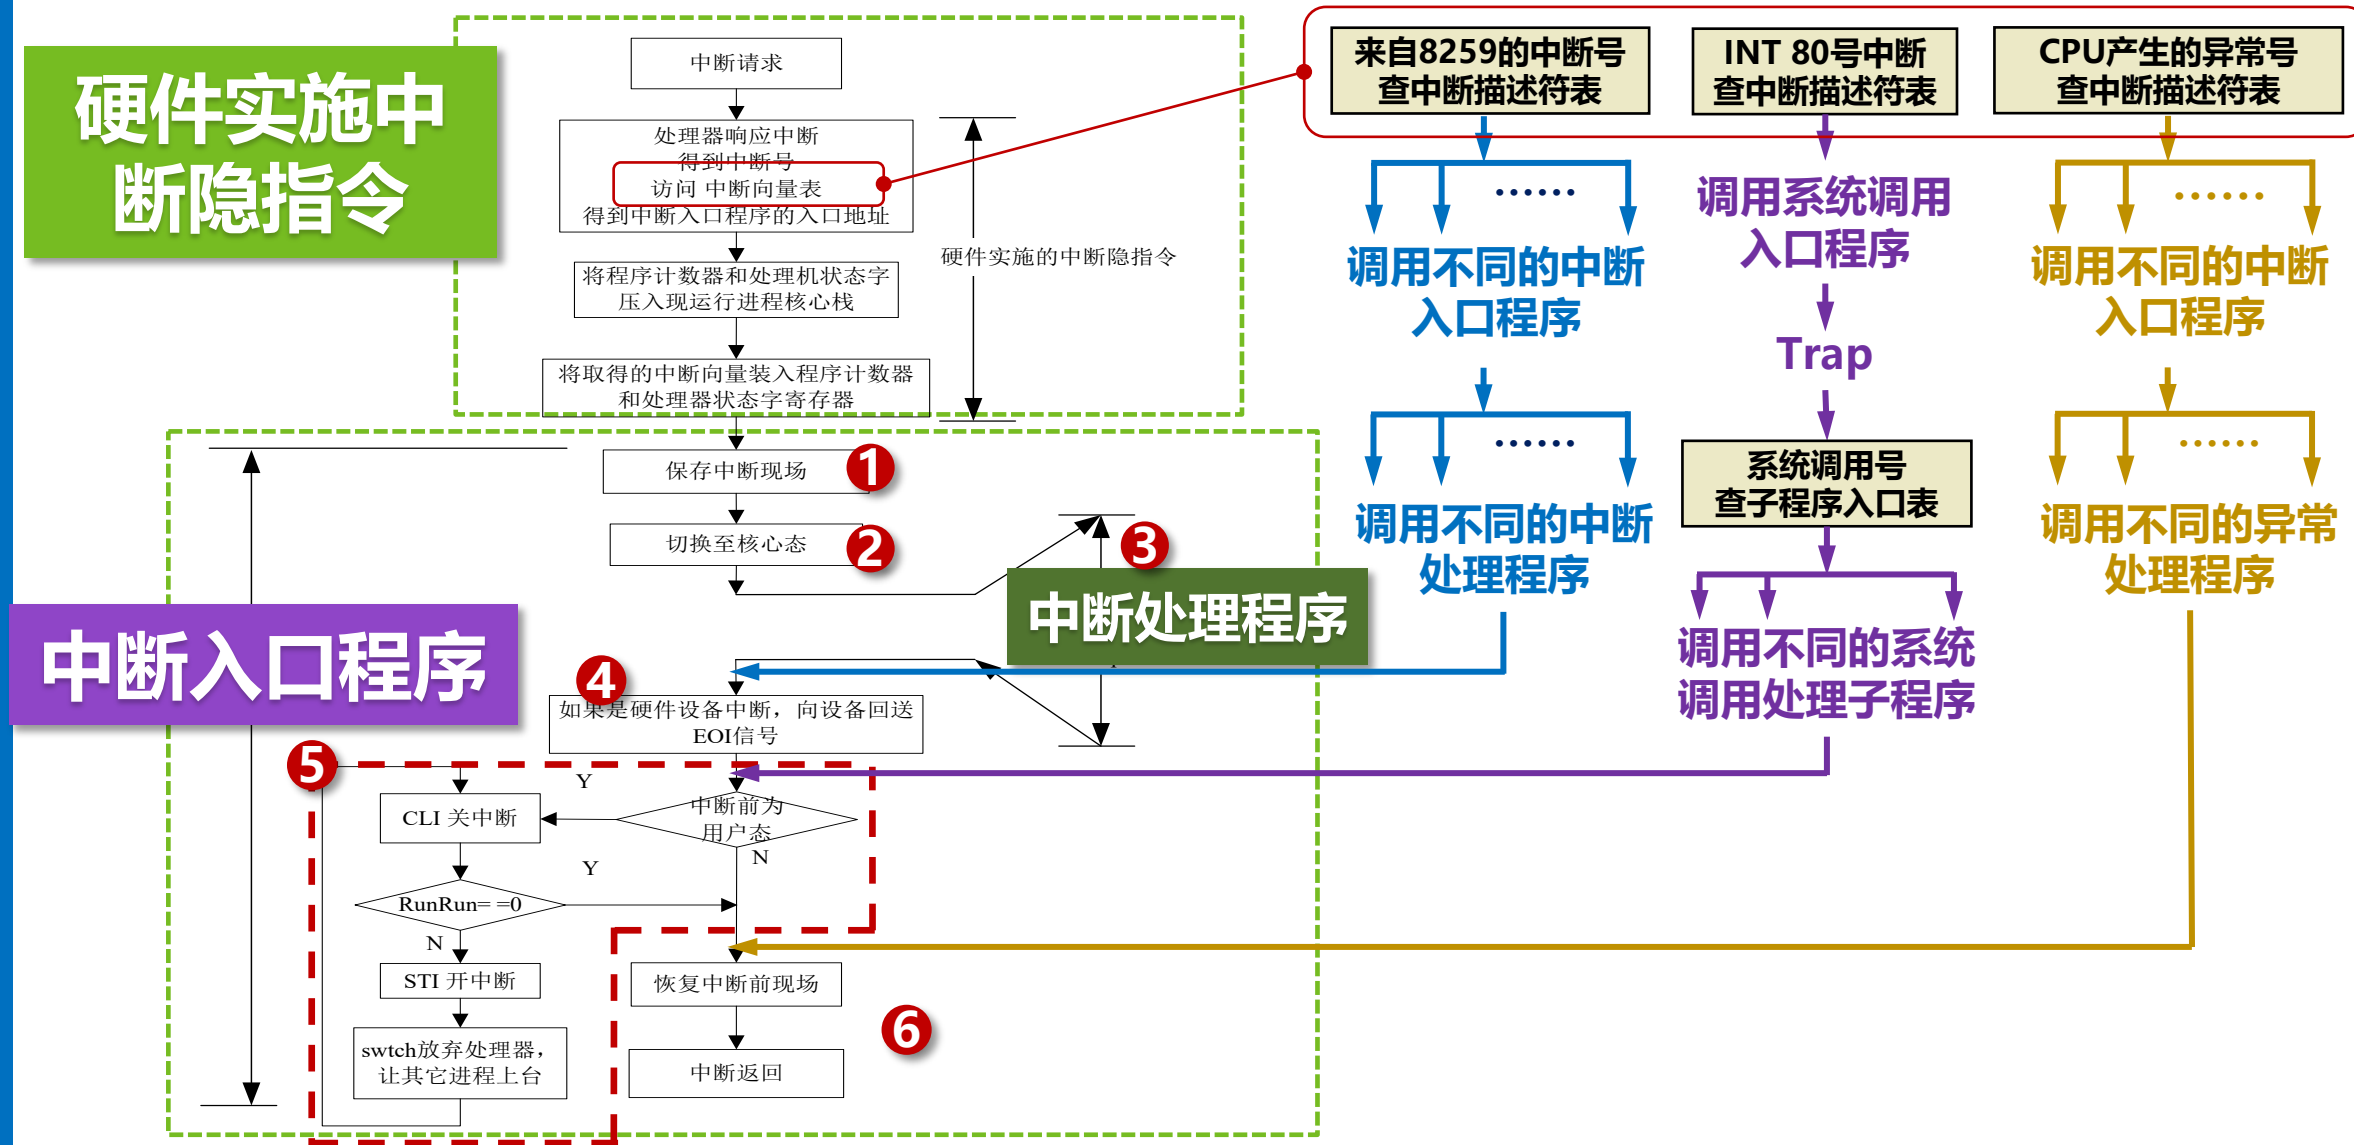 硬件实施中
断隐指令
中断请求
处理器响应中断
得到中断号
访问 中断向量表
得到中断入口程序的入口地址
将程序计数器和处理机状态字
压入现运行进程核心栈
将取得的中断向量装入程序计数器
和处理器状态字寄存器
硬件实施的中断隐指令
中断入口程序
保存中断现场
1
切换至核心态
2
3
中断处理程序
4
如果是硬件设备中断，向设备回送
EOI信号
5
Y
CLI 关中断
中断前为
用户态
N
Y
RunRun= =0
N
STI 开中断
swtch放弃处理器，
让其它进程上台
恢复中断前现场
6
中断返回
来自8259的中断号
查中断描述符表
调用不同的中断
入口程序
调用不同的中断
处理程序
INT 80号中断
查中断描述符表
调用系统调用
入口程序
Trap
系统调用号
查子程序入口表
调用不同的系统
调用处理子程序
CPU产生的异常号
查中断描述符表
调用不同的中断
入口程序
调用不同的异常
处理程序